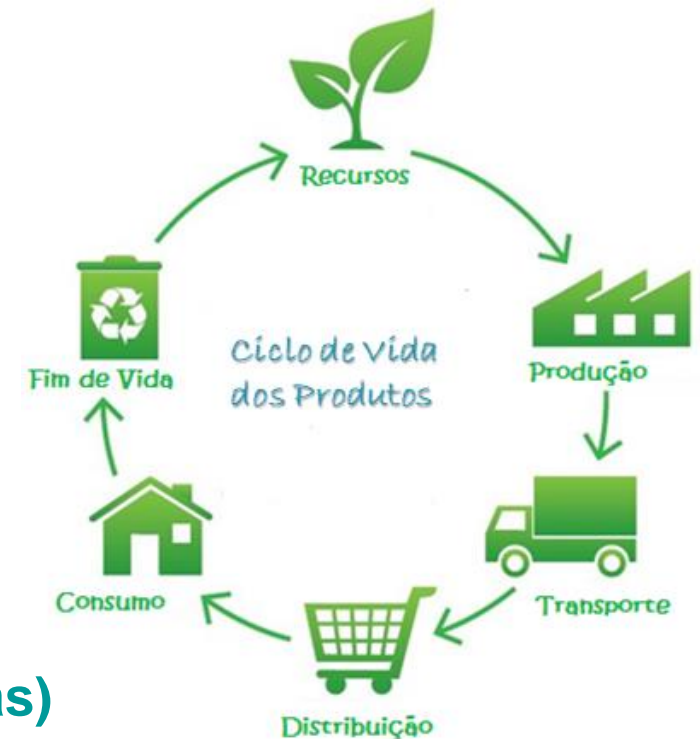 Recursos
Produção
Fim de Vida
Ciclo de Vida
dos Produtos
Consumo
Transporte
Distribuição